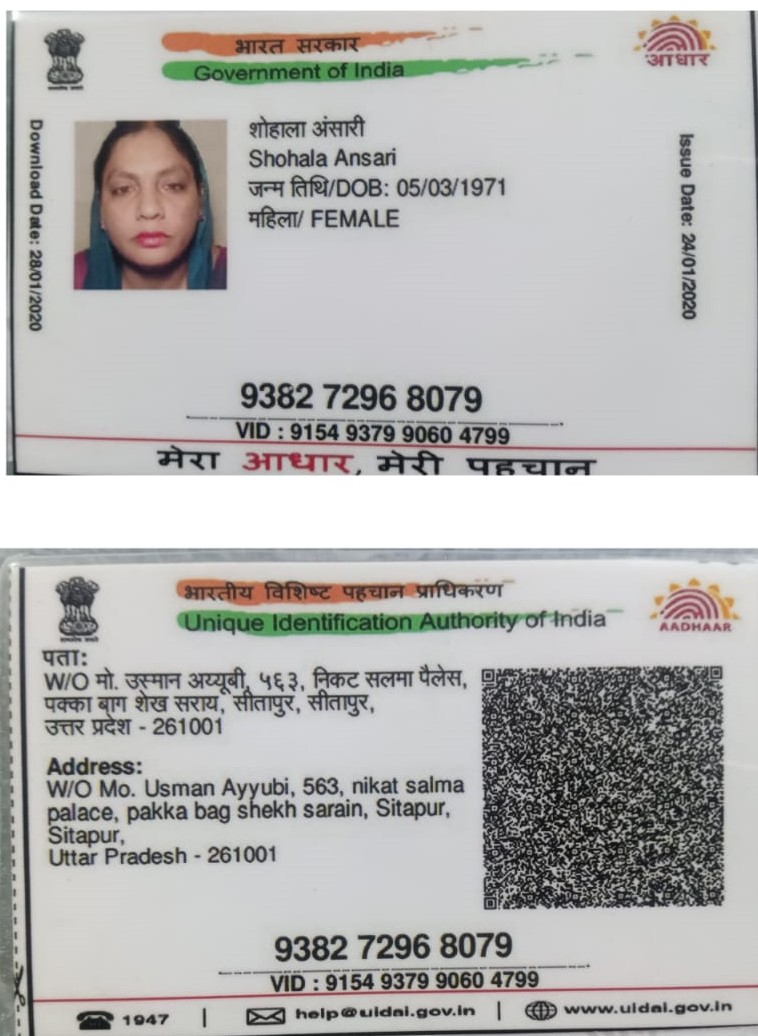 भारत सरकार
Government of India
आधार
Download Date: 28/01/2020
शोहाला अंसारी
Shohala Ansari
जन्म तिथि/DOB: 05/03/1971
महिला/ FEMALE
Issue Date: 24/01/2020
9382 7296 8079
VID : 9154 9379 9060 4799
मेरा आधार, मेरी पहचान
भारतीय विशिष्ट पहचान प्राधिकरण
Unique Identification Authority of India
AADHAAR
पता:
W/O मो. उस्मान अय्यूबी, ५६३, निकट सलमा पैलेस,
पक्का बाग शेख सराय, सीतापुर, सीतापुर,
उत्तर प्रदेश - 261001
Address:
W/O Mo. Usman Ayyubi, 563, nikat salma
palace, pakka bag shekh sarain, Sitapur,
Sitapur,
Uttar Pradesh - 261001
9382 7296 8079
VID : 9154 9379 9060 4799
1947 | help@uidai.gov.in | www.uidai.gov.in